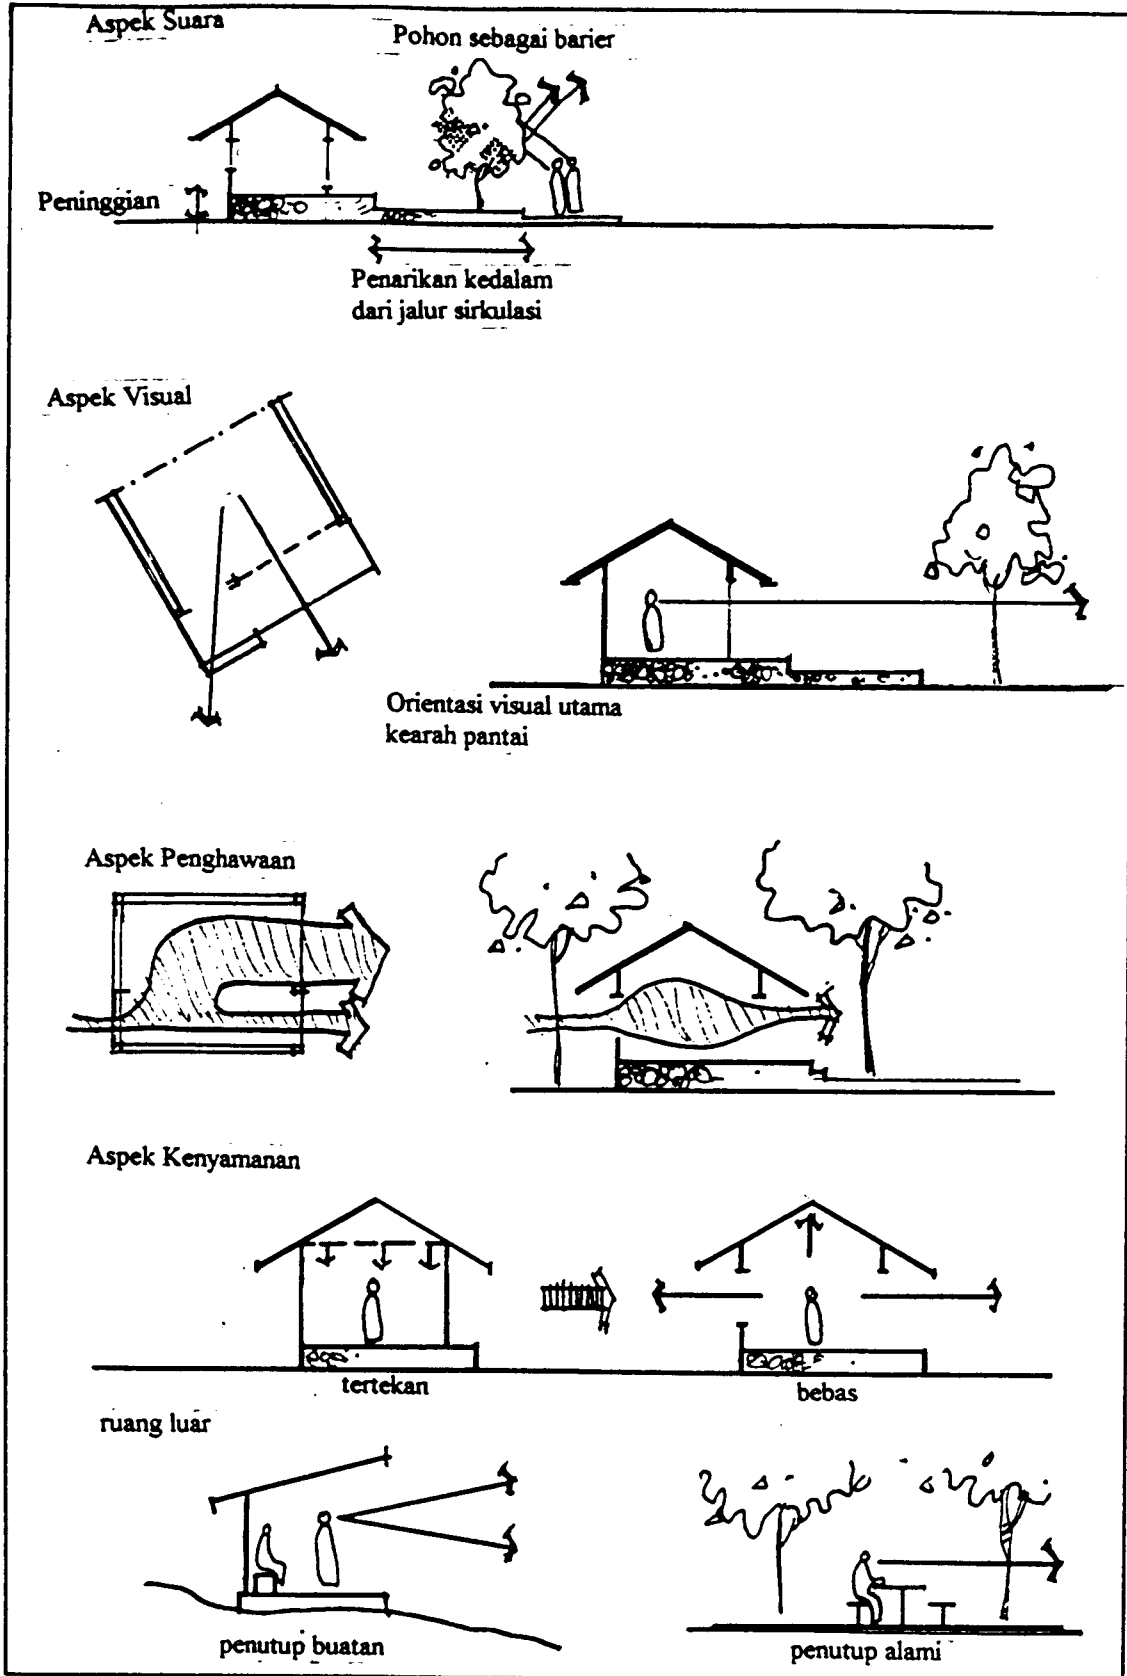 Aspek Suara
Pohon sebagai barier
Peninggian
Penarikan kedalam
dari jalur sirkulasi
Aspek Visual
Orientasi visual utama
kearah pantai
Aspek Penghawaan
Aspek Kenyamanan
tertekan
bebas
ruang luar
penutup buatan
penutup alami